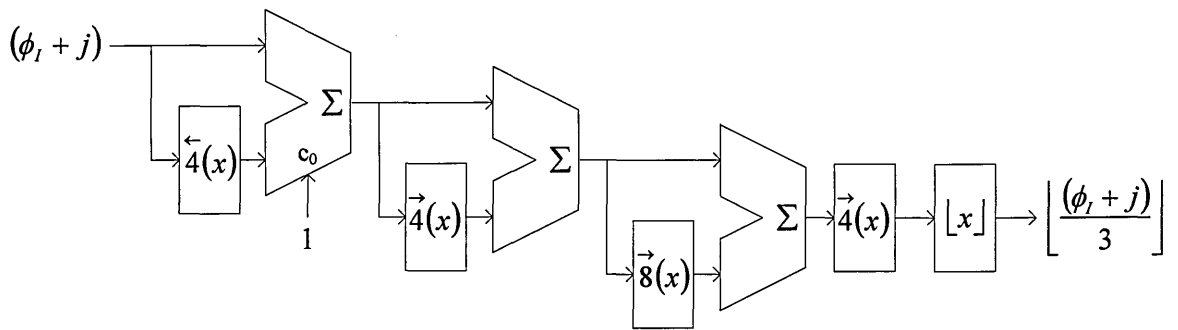 (ϕ_I + j)
←4(x)
Σ
c₀
1
→4(x)
Σ
→8(x)
Σ
→4(x)
⌊x⌋
⌊(ϕ_I + j)/3⌋